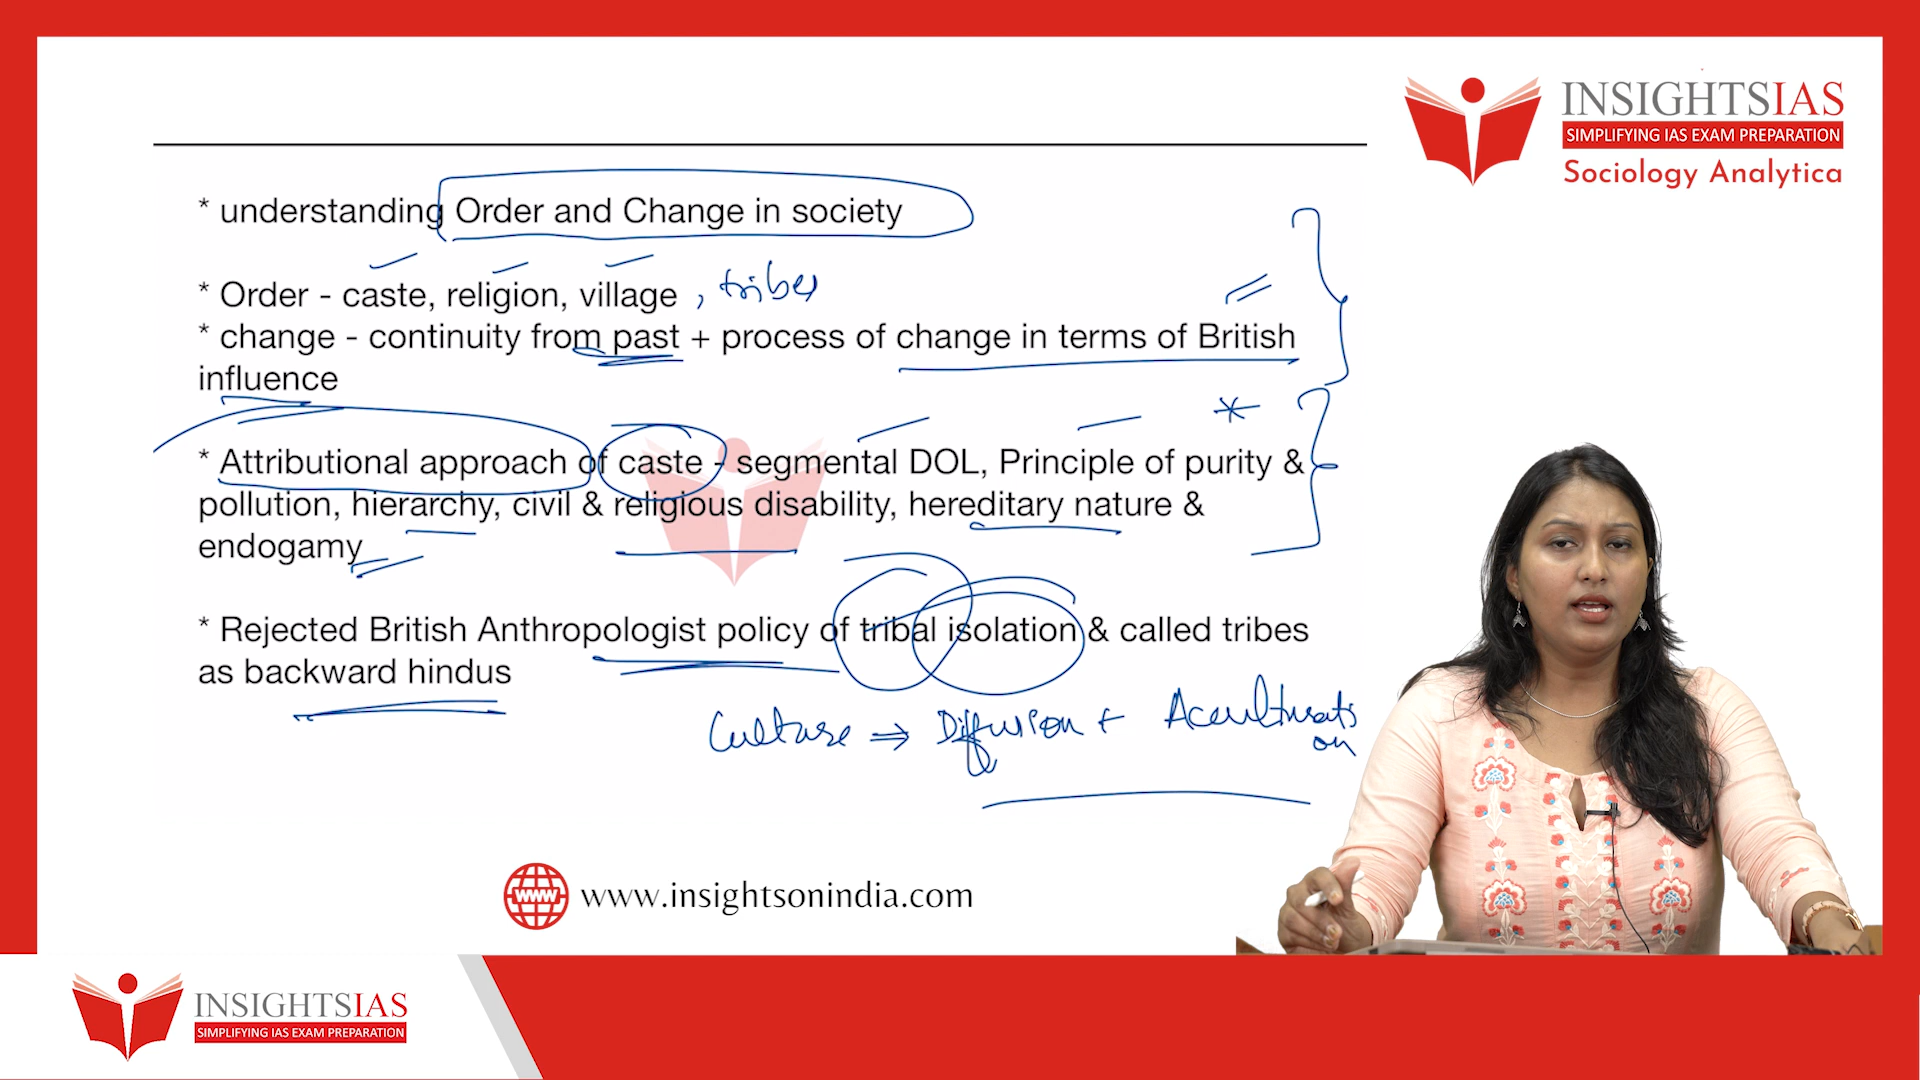 INSIGHTSIAS
SIMPLIFYING IAS EXAM PREPARATION
Sociology Analytica
* understanding Order and Change in society
* Order - caste, religion, village , tribes
* change - continuity from past + process of change in terms of British
influence
* Attributional approach of caste - segmental DOL, Principle of purity &
pollution, hierarchy, civil & religious disability, hereditary nature &
endogamy
* Rejected British Anthropologist policy of tribal isolation & called tribes
as backward hindus
Culture ⇒ Diffusion + Acculturati
on
www
www.insightsonindia.com
INSIGHTSIAS
SIMPLIFYING IAS EXAM PREPARATION